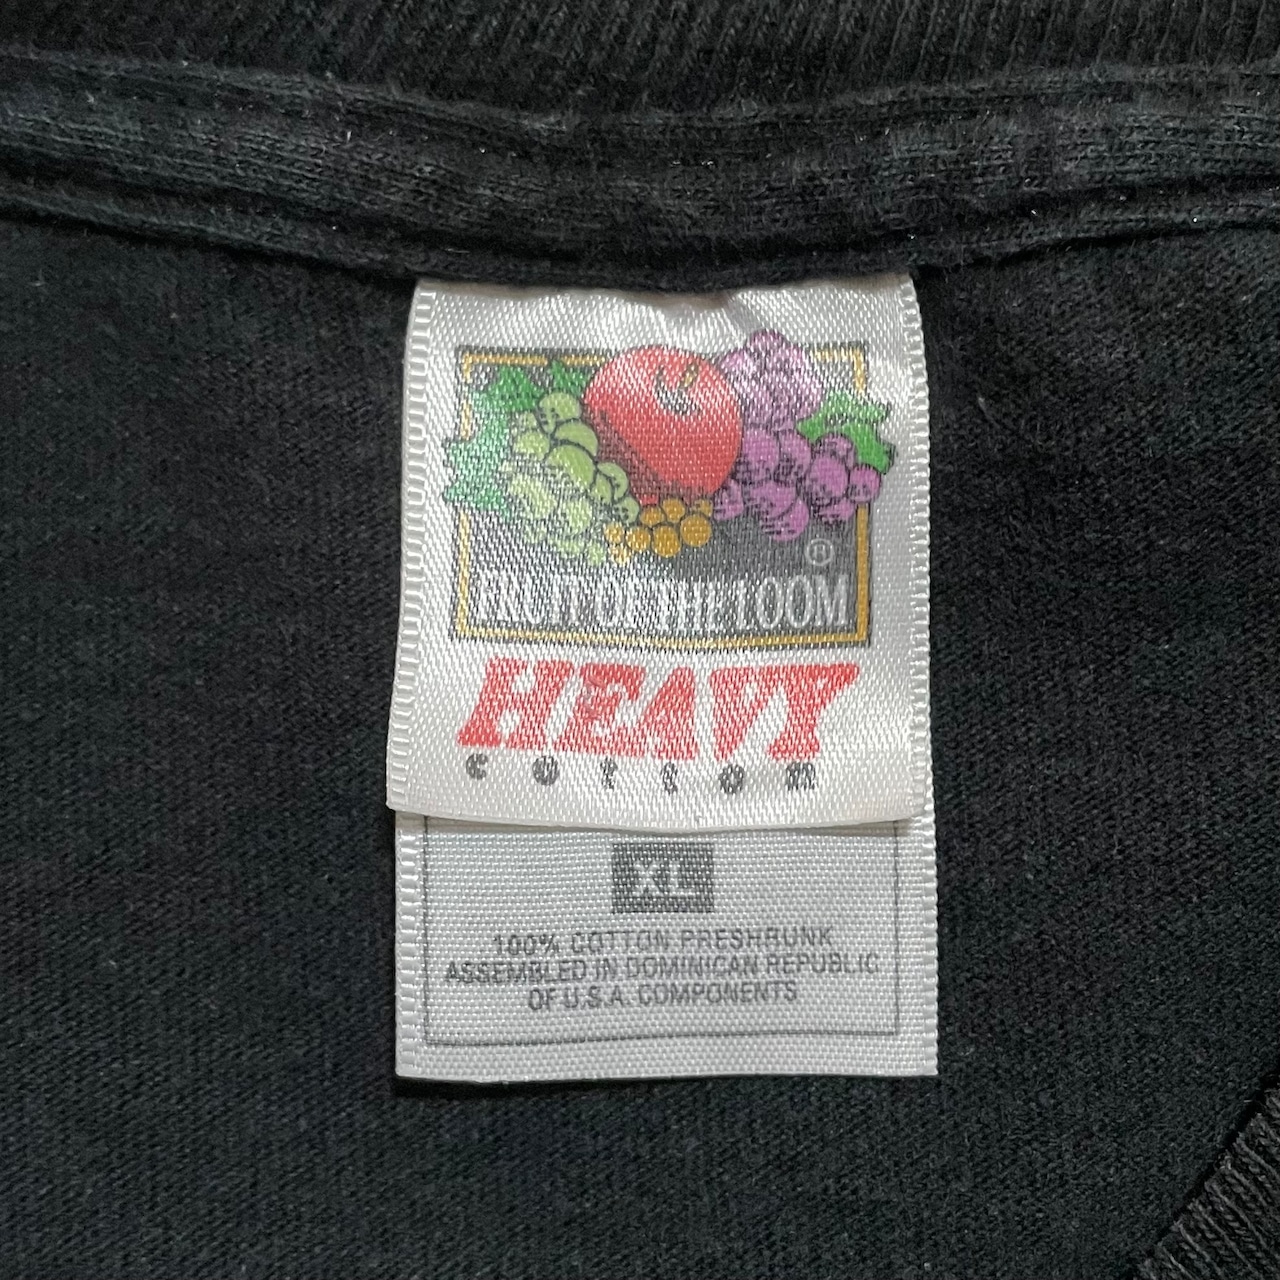 ®
FRUIT OF THE LOOM
HEAVY
cotton
XL
100% COTTON PRESHRUNK
ASSEMBLED IN DOMINICAN REPUBLIC
OF U.S.A. COMPONENTS